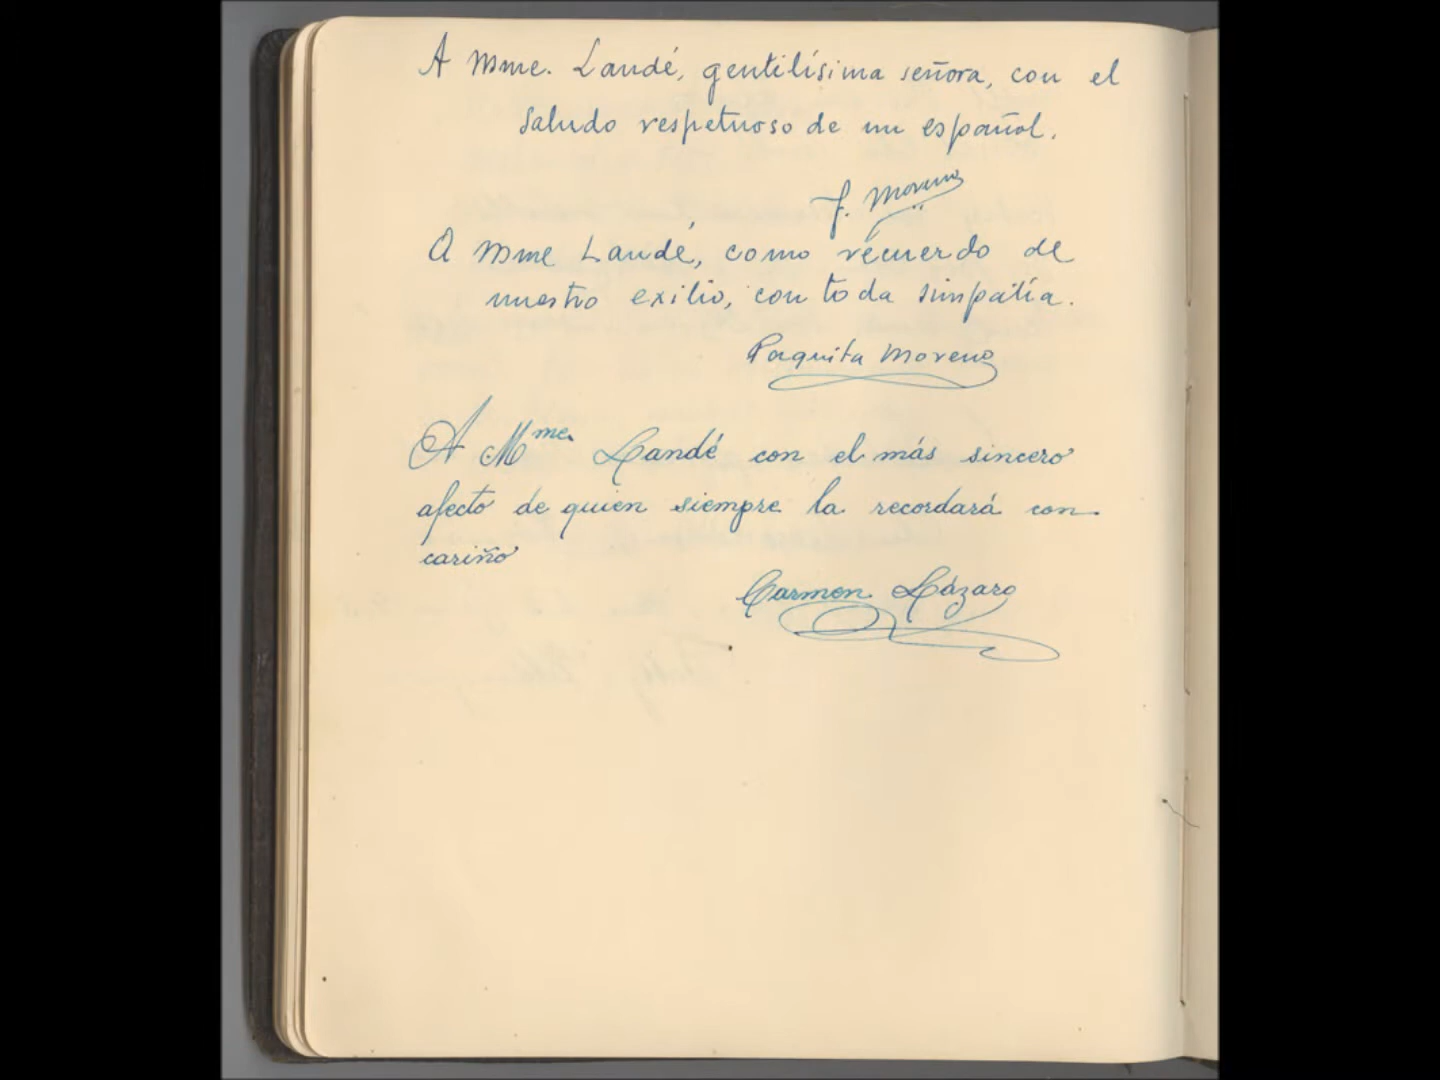 A Mme. Landé, gentilísima señora, con el
saludo respetuoso de un español.
F. Moreno
A Mme Landé, como recuerdo de
nuestro exilio, con toda simpatía.
Paquita Moreno
A Mme. Landé con el más sincero
afecto de quien siempre la recordará con
cariño
Carmen Lázaro